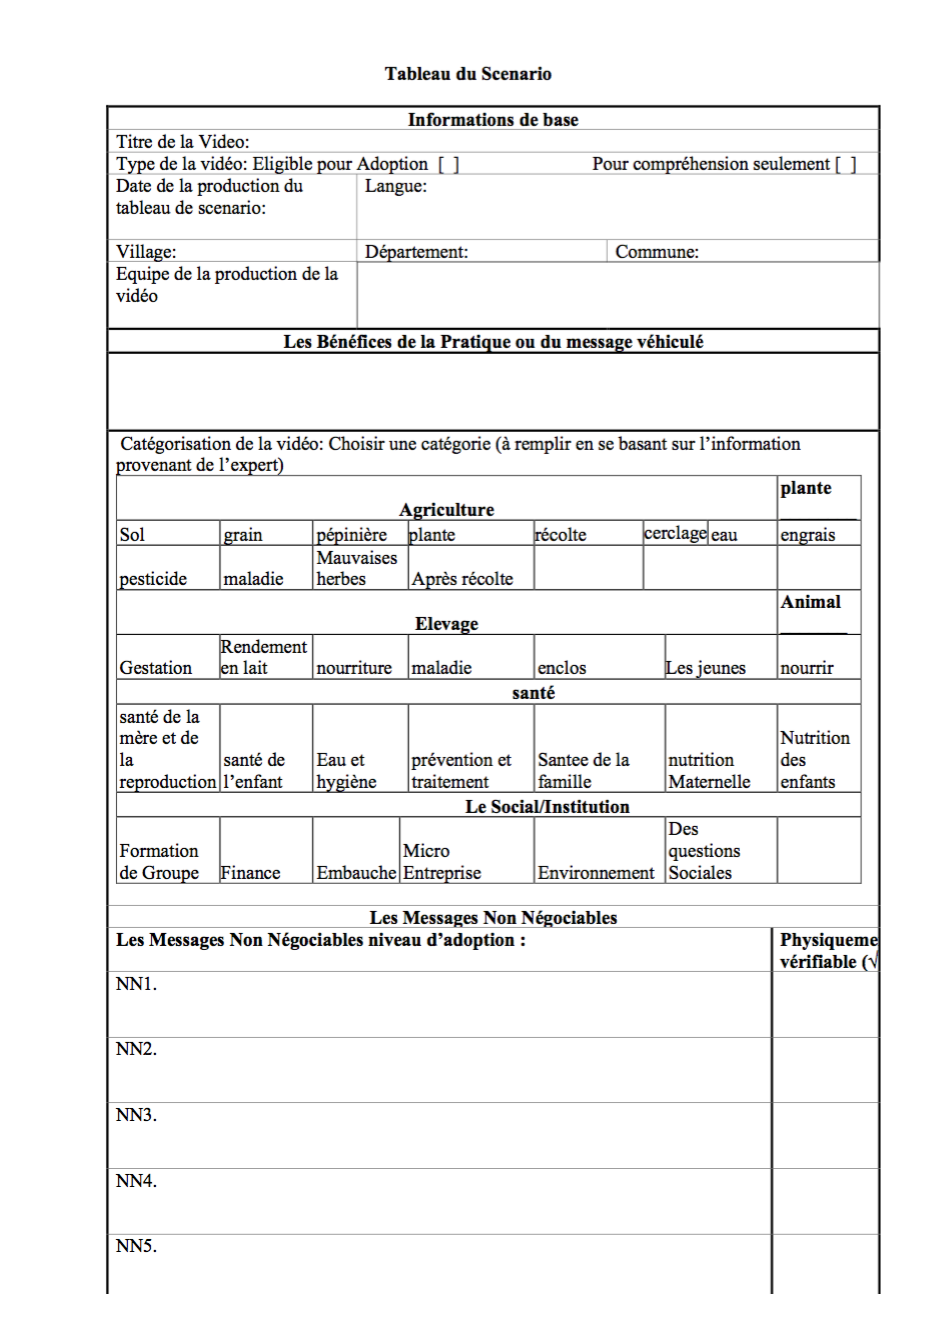 Tableau du Scenario
Informations de base
Titre de la Video:
Type de la vidéo: Eligible pour Adoption [ ] Pour compréhension seulement [ ]
Date de la production du tableau de scenario: Langue:
Village: Département: Commune:
Equipe de la production de la vidéo
Les Bénéfices de la Pratique ou du message véhiculé
Catégorisation de la vidéo: Choisir une catégorie (à remplir en se basant sur l'information
provenant de l'expert)
Agriculture plante ________
Sol grain pépinière plante récolte cerclage eau engrais
pesticide maladie Mauvaises herbes Après récolte
Elevage Animal _______
Gestation Rendement en lait nourriture maladie enclos Les jeunes nourrir
santé
santé de la mère et de la reproduction santé de l'enfant Eau et hygiène prévention et traitement Santee de la famille nutrition Maternelle Nutrition des enfants
Le Social/Institution
Formation de Groupe Finance Embauche Micro Entreprise Environnement Des questions Sociales
Les Messages Non Négociables
Les Messages Non Négociables niveau d'adoption : Physiqueme vérifiable (√
NN1.
NN2.
NN3.
NN4.
NN5.